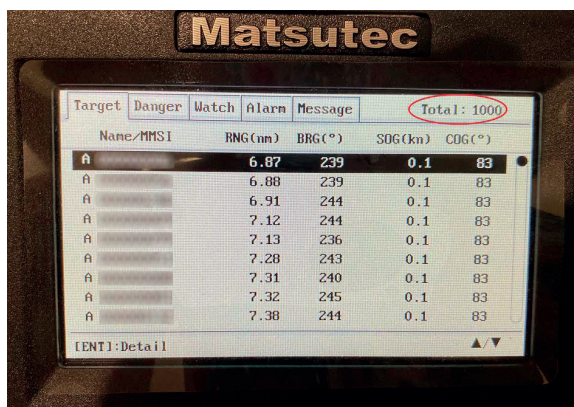 Matsutec
Target Danger Watch Alarm Message Total: 1000
Name/MMSI RNG(nm) BRG(°) SOG(kn) COG(°)
A 6.87 239 0.1 83
A 6.88 239 0.1 83
A 6.91 244 0.1 83
A 7.12 244 0.1 83
A 7.13 236 0.1 83
A 7.28 243 0.1 83
A 7.31 240 0.1 83
A 7.32 245 0.1 83
A 7.38 244 0.1 83
[ENT]:Detail ▲/▼